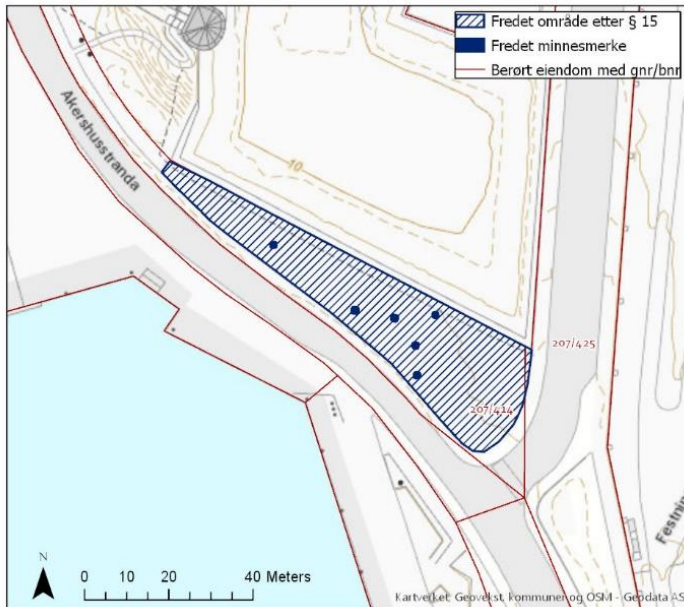 Fredet område etter § 15
Fredet minnesmerke
Berørt eiendom med gnr/bnr
Akershusstranda
10
207/425
207/414
N
0 10 20 40 Meters
Kartverket, Geovekst, kommuner og OSM - Geodata AS